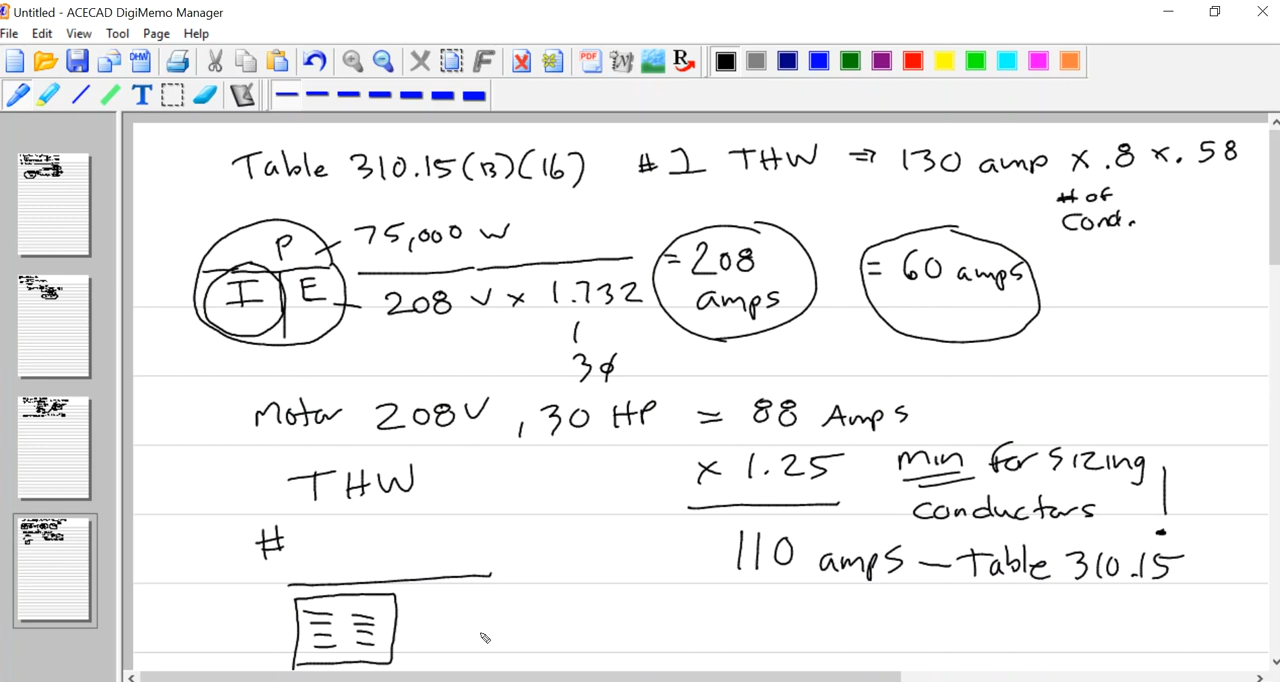 Untitled - ACECAD DigiMemo Manager
File Edit View Tool Page Help
Table 310.15(B)(16) # 1 THW ⇒ 130 amp x .8 x .58
# of
Cond.
P 75,000 W
I E 208 V x 1.732
= 208
amps
= 60 amps
3φ
Motor 208V, 30 HP = 88 Amps
THW x 1.25 min for sizing
conductors !
# 110 amps – Table 310.15